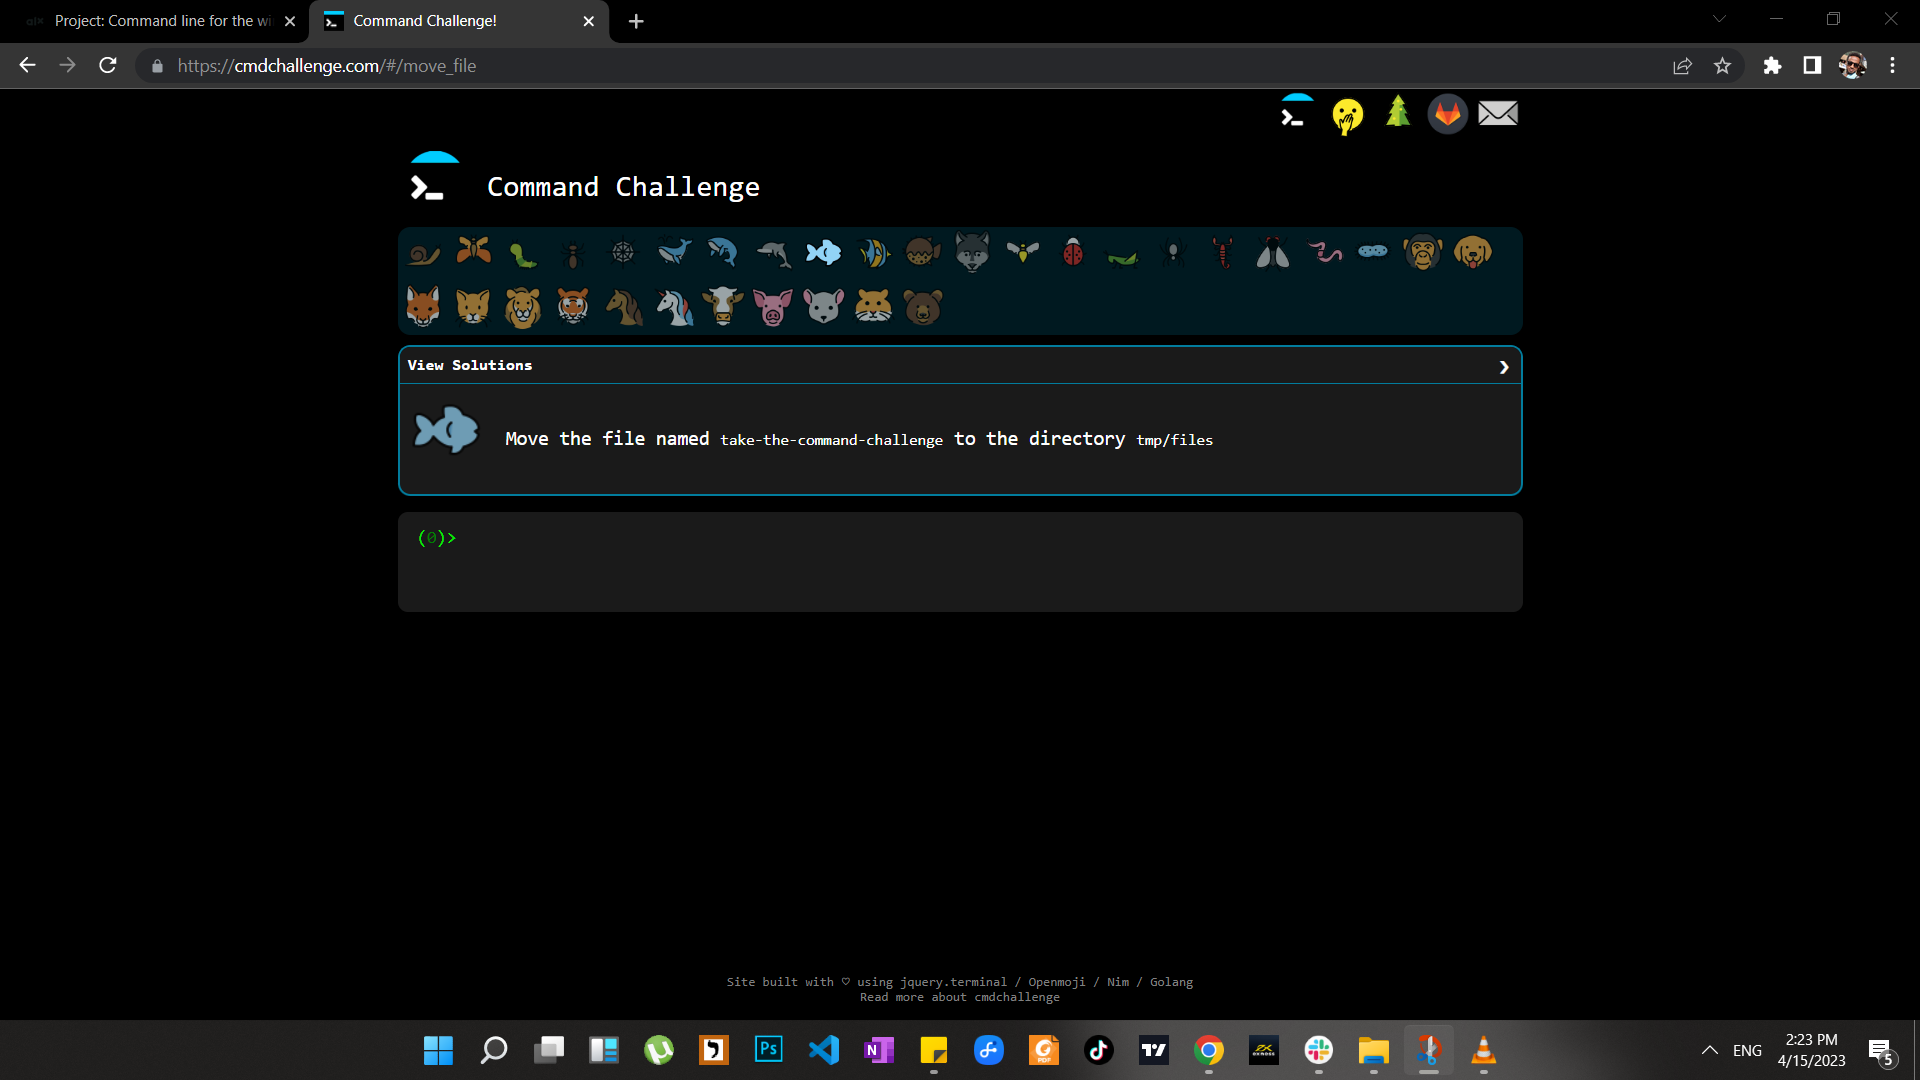 Project: Command line for the wi
Command Challenge!
https://cmdchallenge.com/#/move_file
Command Challenge
View Solutions
Move the file named take-the-command-challenge to the directory tmp/files
(0)>
Site built with ♡ using jquery.terminal / Openmoji / Nim / Golang
Read more about cmdchallenge
Ps
N
PDF
ENG
2:23 PM
4/15/2023
5